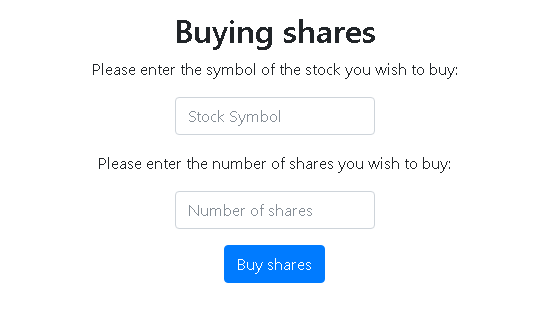 Buying shares
Please enter the symbol of the stock you wish to buy:
Stock Symbol
Please enter the number of shares you wish to buy:
Number of shares
Buy shares